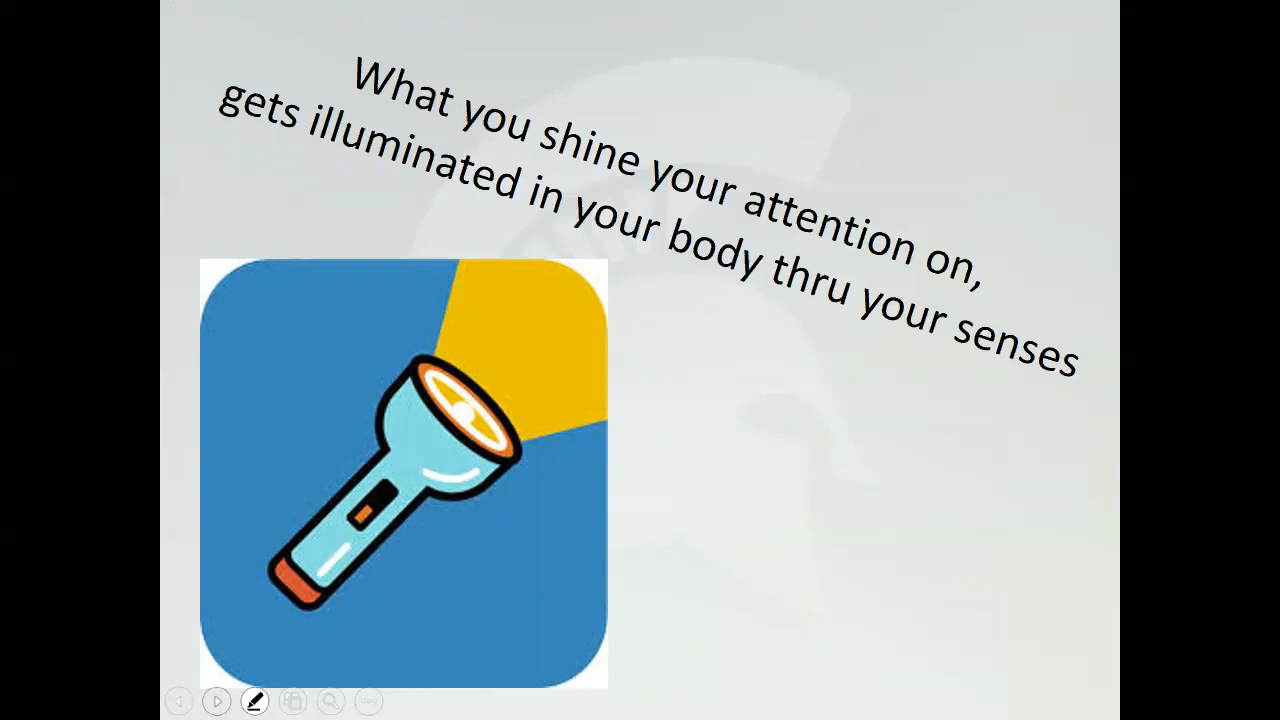 What you shine your attention on,
gets illuminated in your body thru your senses